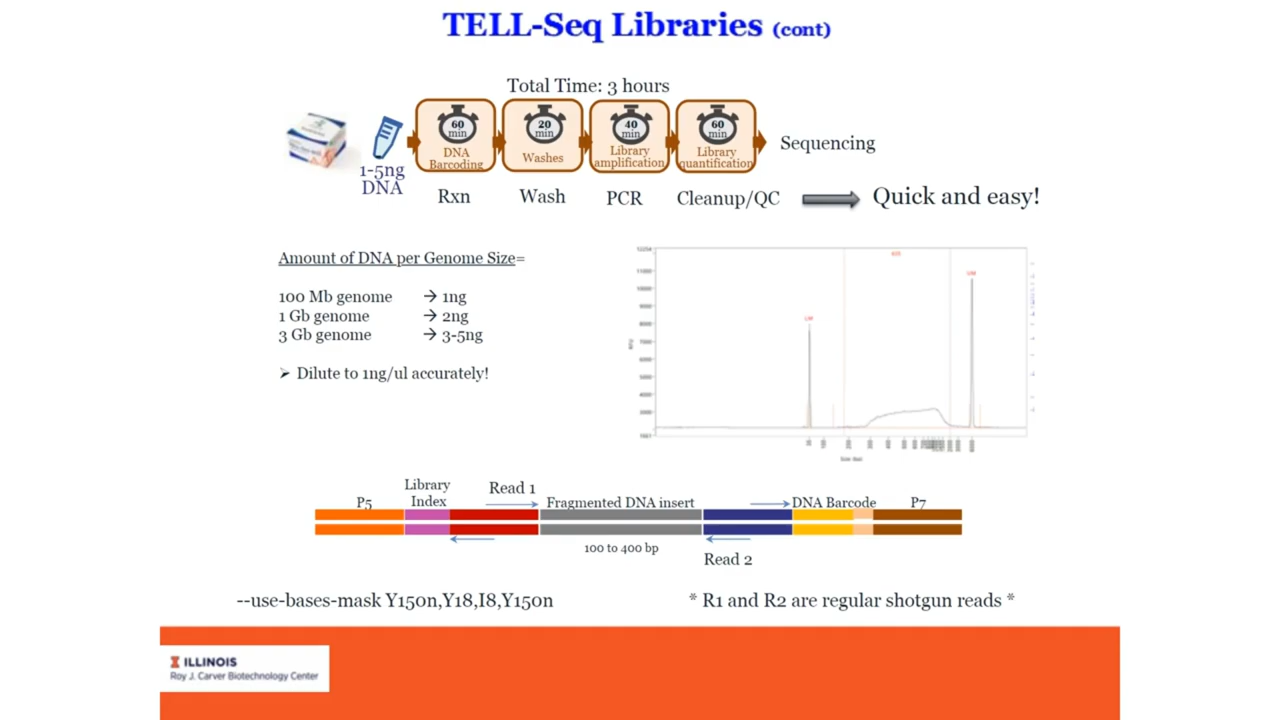 TELL-Seq Libraries (cont)
Total Time: 3 hours
60 min
DNA Barcoding
20 min
Washes
40 min
Library amplification
60 min
Library quantification
Sequencing
1-5ng
DNA
Rxn
Wash
PCR
Cleanup/QC
Quick and easy!
Amount of DNA per Genome Size=
100 Mb genome → 1ng
1 Gb genome → 2ng
3 Gb genome → 3-5ng
➢ Dilute to 1ng/ul accurately!
LM
UM
Library
Index
P5
Read 1
Fragmented DNA insert
DNA Barcode
P7
100 to 400 bp
Read 2
--use-bases-mask Y150n,Y18,I8,Y150n
* R1 and R2 are regular shotgun reads *
ILLINOIS
Roy J. Carver Biotechnology Center